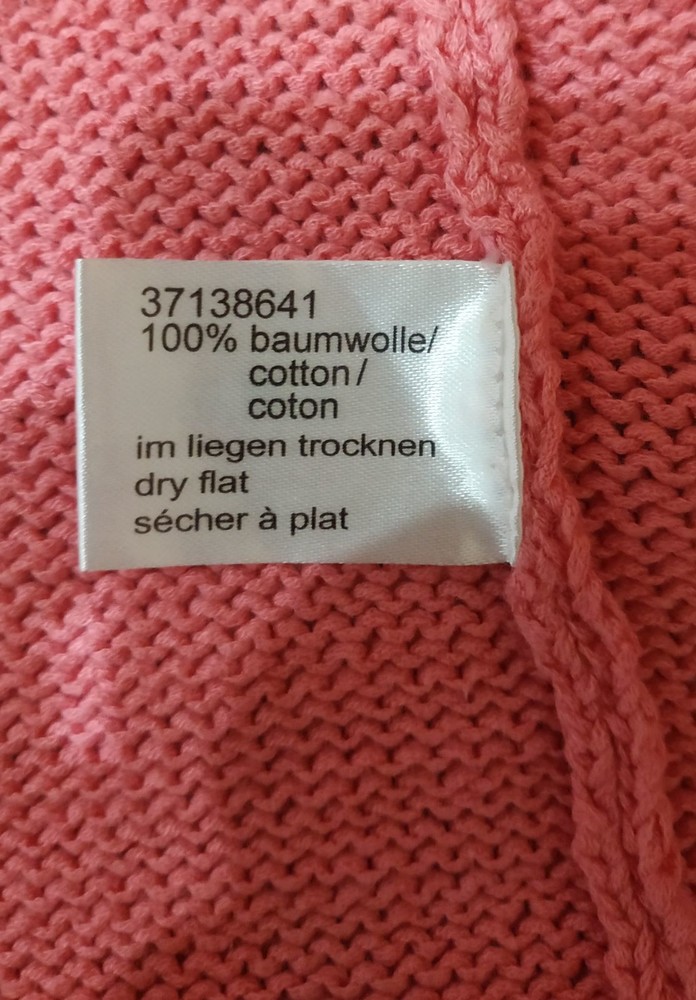 37138641
100% baumwolle/
cotton/
coton
im liegen trocknen
dry flat
sécher à plat